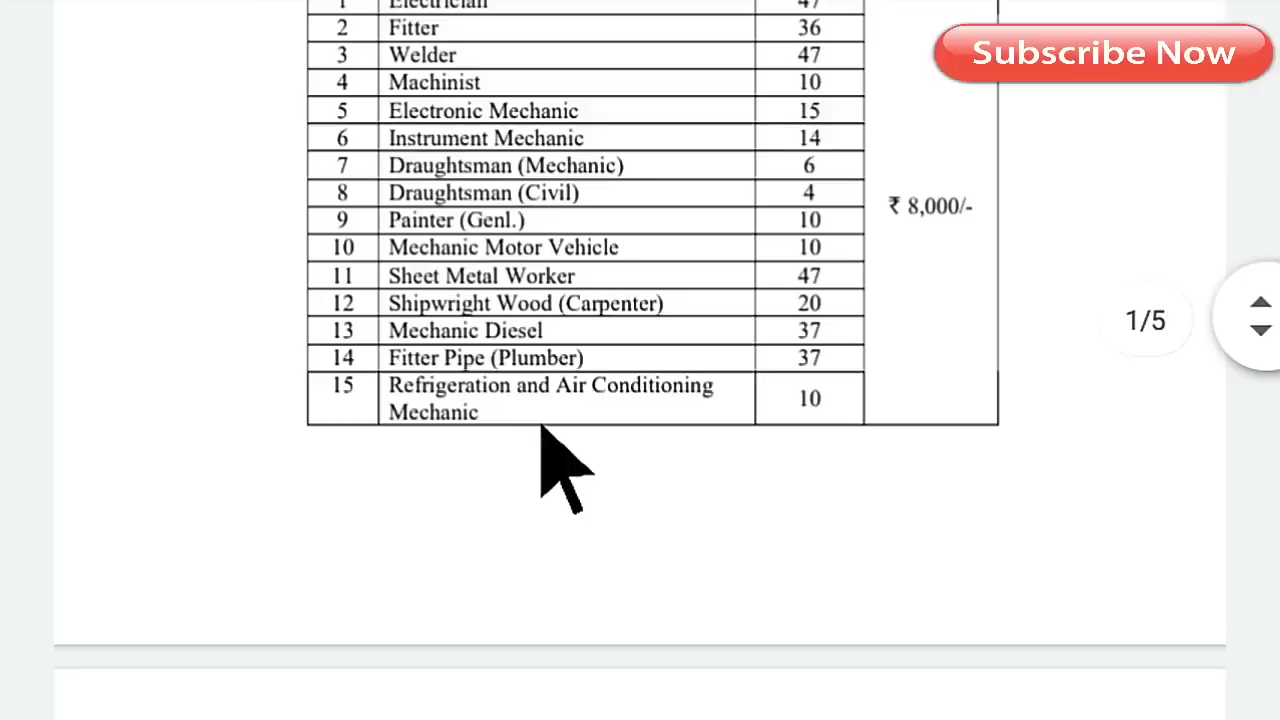 1 Electrician 47
2 Fitter 36
Subscribe Now
3 Welder 47
4 Machinist 10
5 Electronic Mechanic 15
6 Instrument Mechanic 14
7 Draughtsman (Mechanic) 6
8 Draughtsman (Civil) 4
₹ 8,000/-
9 Painter (Genl.) 10
10 Mechanic Motor Vehicle 10
11 Sheet Metal Worker 47
12 Shipwright Wood (Carpenter) 20
1/5
13 Mechanic Diesel 37
14 Fitter Pipe (Plumber) 37
15 Refrigeration and Air Conditioning
Mechanic 10